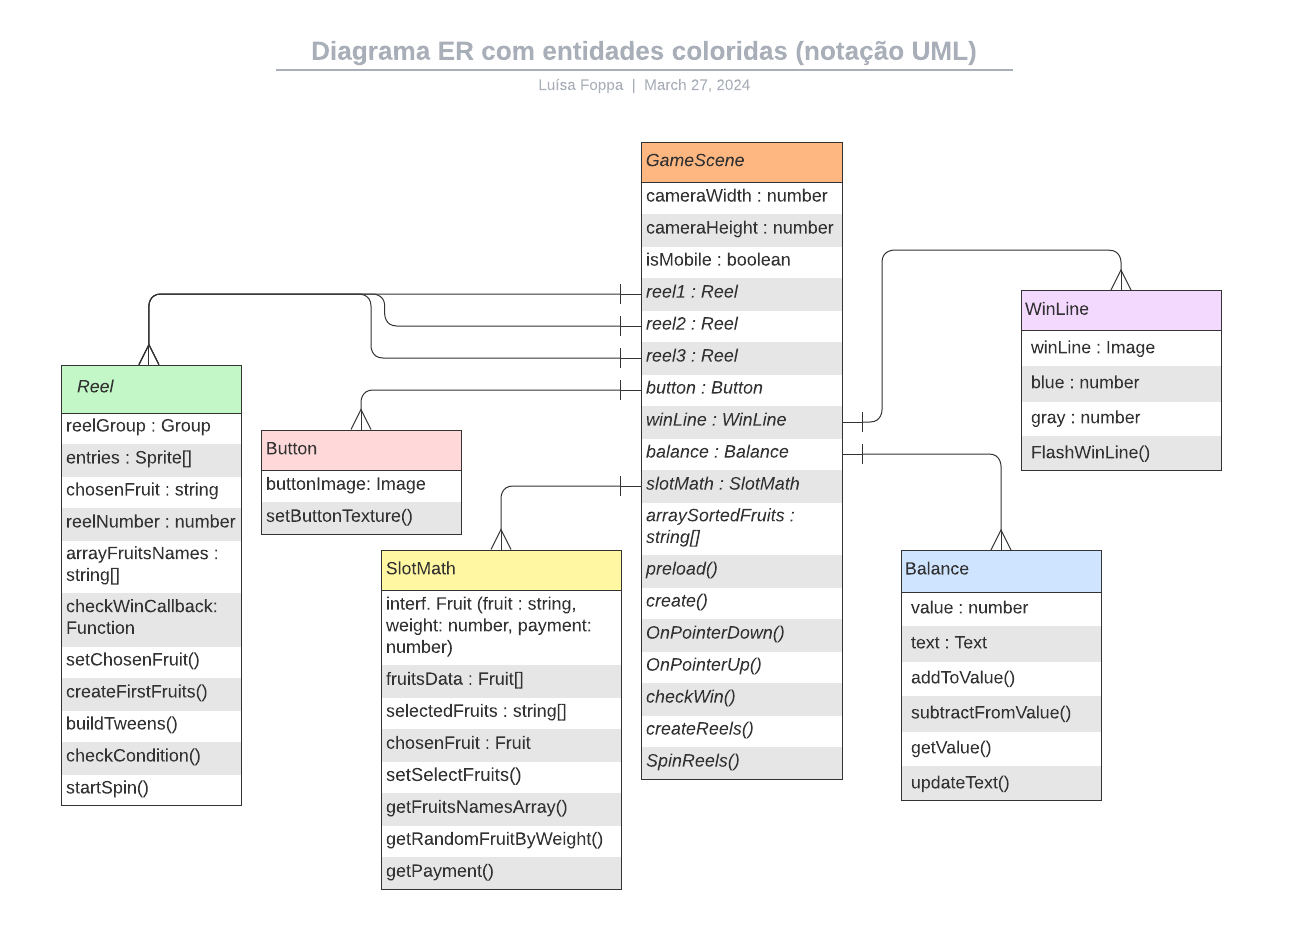 Diagrama ER com entidades coloridas (notação UML)
Luísa Foppa | March 27, 2024
GameScene
cameraWidth : number
cameraHeight : number
isMobile : boolean
reel1 : Reel
reel2 : Reel
reel3 : Reel
button : Button
winLine : WinLine
balance : Balance
slotMath : SlotMath
arraySortedFruits :
string[]
preload()
create()
OnPointerDown()
OnPointerUp()
checkWin()
createReels()
SpinReels()
WinLine
winLine : Image
blue : number
gray : number
FlashWinLine()
Reel
reelGroup : Group
entries : Sprite[]
chosenFruit : string
reelNumber : number
arrayFruitsNames :
string[]
checkWinCallback:
Function
setChosenFruit()
createFirstFruits()
buildTweens()
checkCondition()
startSpin()
Button
buttonImage: Image
setButtonTexture()
SlotMath
interf. Fruit (fruit : string,
weight: number, payment:
number)
fruitsData : Fruit[]
selectedFruits : string[]
chosenFruit : Fruit
setSelectFruits()
getFruitsNamesArray()
getRandomFruitByWeight()
getPayment()
Balance
value : number
text : Text
addToValue()
subtractFromValue()
getValue()
updateText()